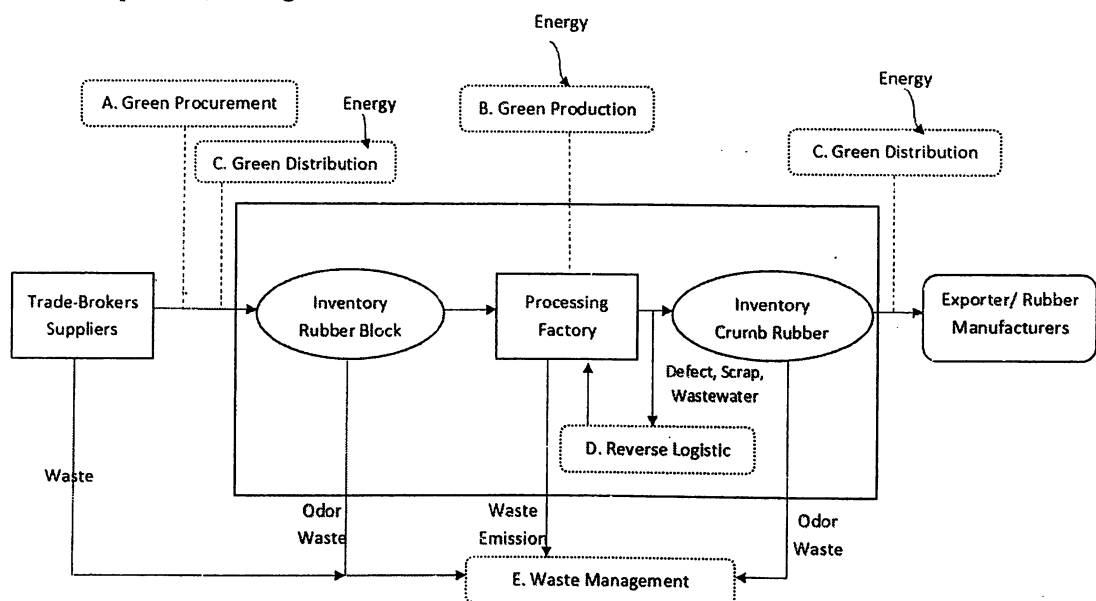 Energy
Energy
A. Green Procurement
Energy
B. Green Production
C. Green Distribution
C. Green Distribution
Trade-Brokers
Suppliers
Inventory
Rubber Block
Processing
Factory
Inventory
Crumb Rubber
Exporter/ Rubber
Manufacturers
Defect, Scrap,
Wastewater
D. Reverse Logistic
Waste
Odor
Waste
Waste
Emission
Odor
Waste
E. Waste Management